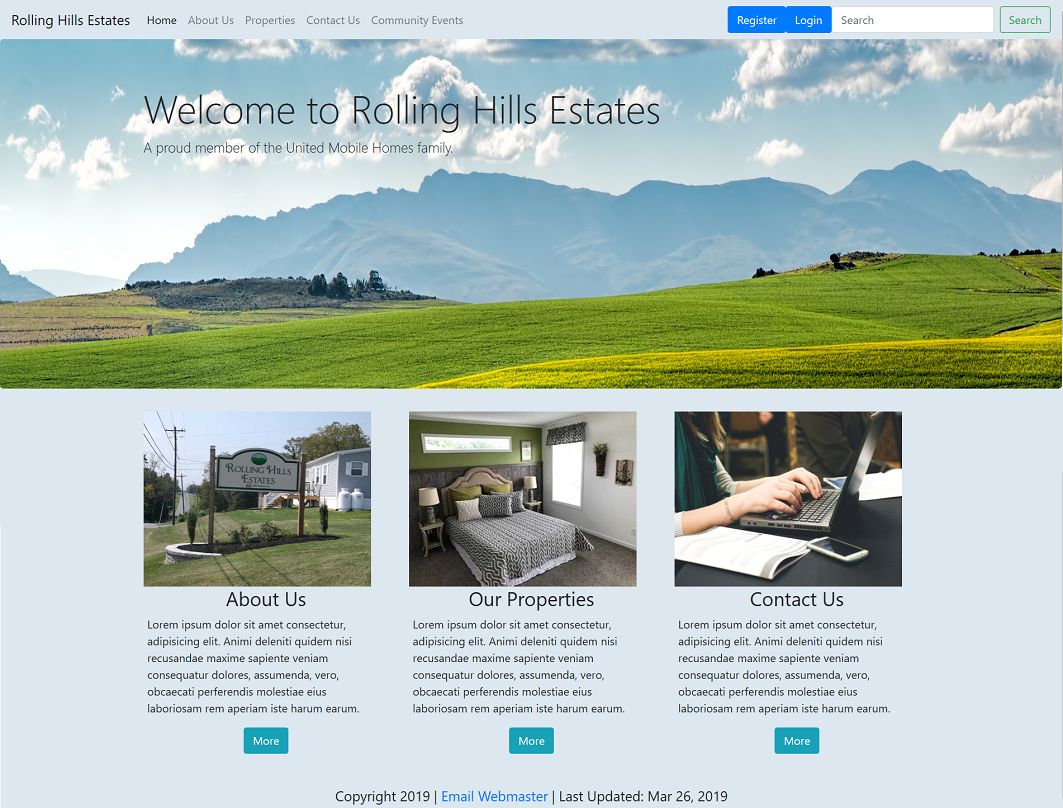 Rolling Hills Estates Home About Us Properties Contact Us Community Events Register Login Search Search
Welcome to Rolling Hills Estates
A proud member of the United Mobile Homes family.
ROLLING HILLS
ESTATES
About Us
Lorem ipsum dolor sit amet consectetur,
adipisicing elit. Animi deleniti quidem nisi
recusandae maxime sapiente veniam
consequatur dolores, assumenda, vero,
obcaecati perferendis molestiae eius
laboriosam rem aperiam iste harum earum.
More
Our Properties
Lorem ipsum dolor sit amet consectetur,
adipisicing elit. Animi deleniti quidem nisi
recusandae maxime sapiente veniam
consequatur dolores, assumenda, vero,
obcaecati perferendis molestiae eius
laboriosam rem aperiam iste harum earum.
More
Contact Us
Lorem ipsum dolor sit amet consectetur,
adipisicing elit. Animi deleniti quidem nisi
recusandae maxime sapiente veniam
consequatur dolores, assumenda, vero,
obcaecati perferendis molestiae eius
laboriosam rem aperiam iste harum earum.
More
Copyright 2019 | Email Webmaster | Last Updated: Mar 26, 2019